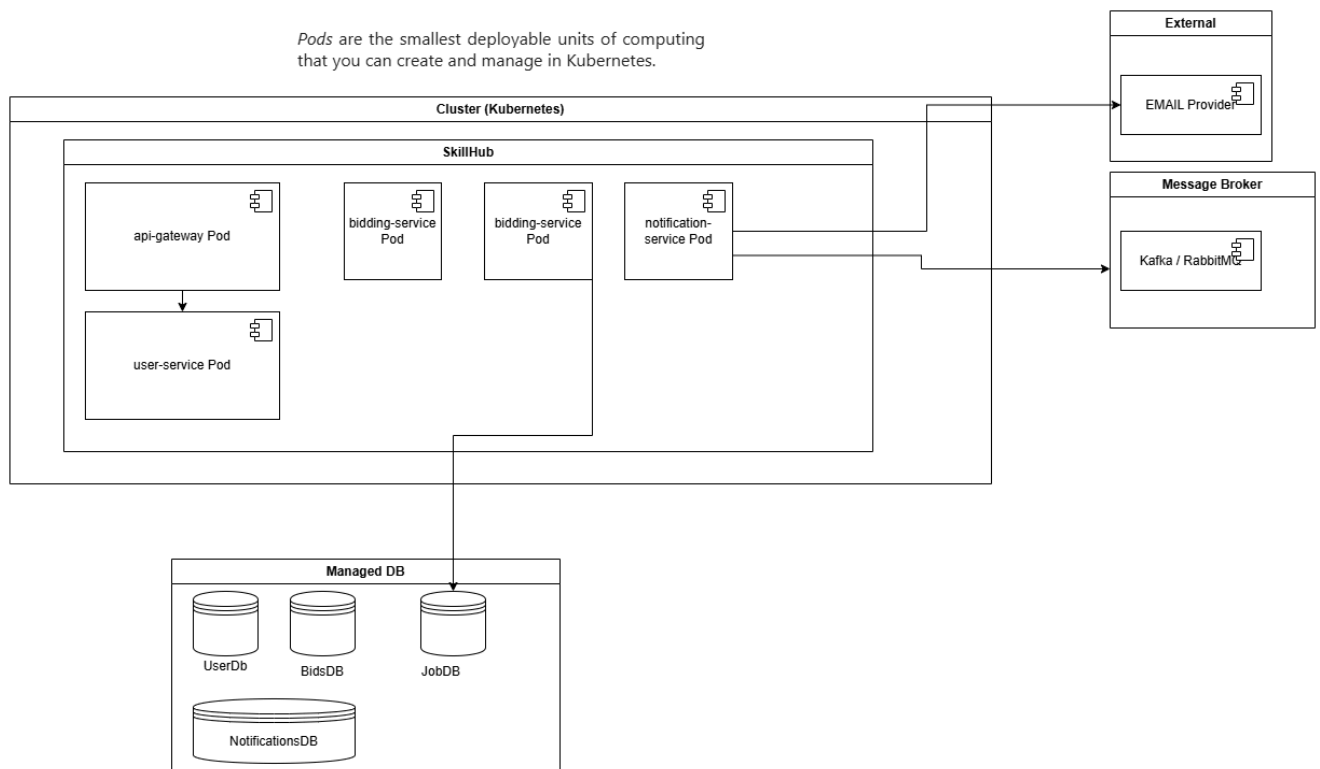 Pods are the smallest deployable units of computing
that you can create and manage in Kubernetes.
External
EMAIL Provider
Cluster (Kubernetes)
SkillHub
Message Broker
api-gateway Pod
bidding-service
Pod
bidding-service
Pod
notification-
service Pod
Kafka / RabbitMQ
user-service Pod
Managed DB
UserDb
BidsDB
JobDB
NotificationsDB